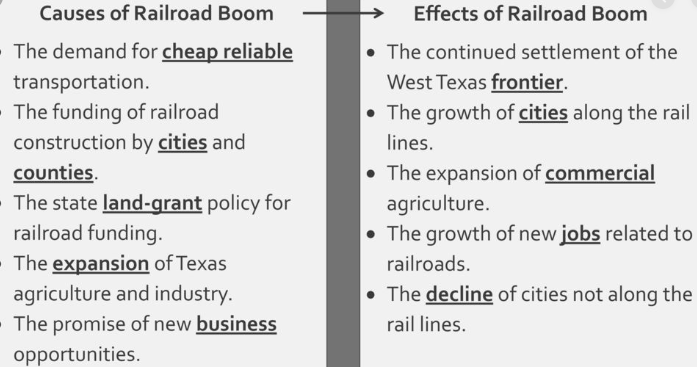 Causes of Railroad Boom
The demand for cheap reliable
transportation.
The funding of railroad
construction by cities and
counties.
The state land-grant policy for
railroad funding.
The expansion of Texas
agriculture and industry.
The promise of new business
opportunities.
Effects of Railroad Boom
• The continued settlement of the
West Texas frontier.
• The growth of cities along the rail
lines.
• The expansion of commercial
agriculture.
• The growth of new jobs related to
railroads.
• The decline of cities not along the
rail lines.